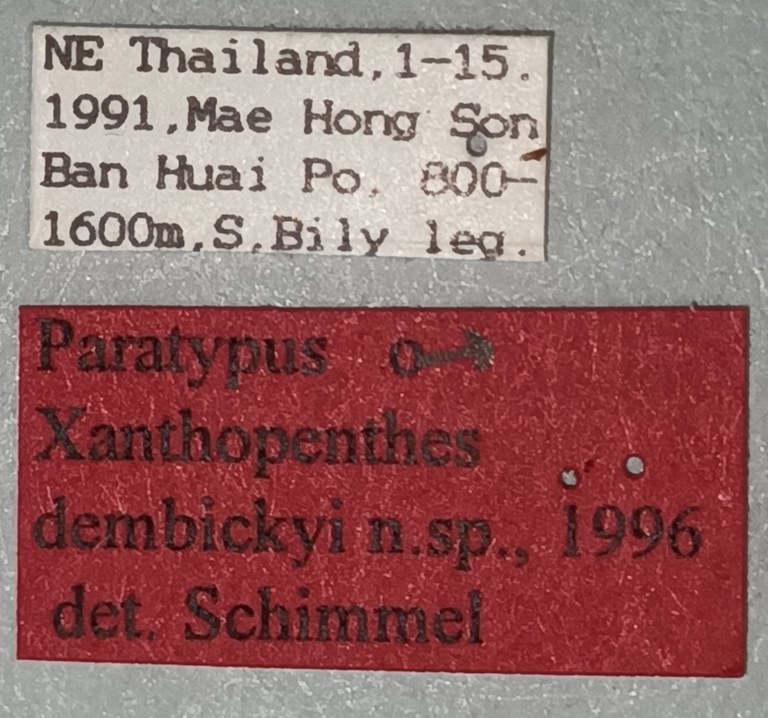 NE Thailand,1-15.
1991,Mae Hong Son
Ban Huai Po. 800-
1600m,S.Bily leg.
Paratypus ♂
Xanthopenthes
dembickyi n.sp., 1996
det. Schimmel